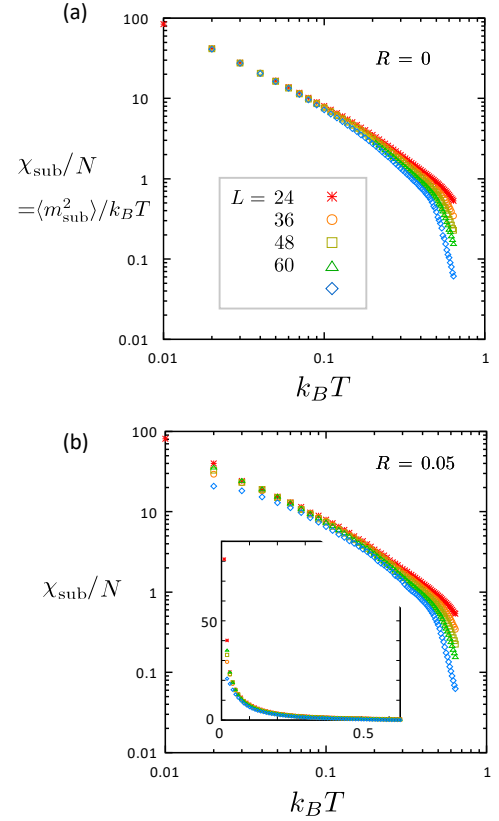 (a)
100
R = 0
10
χ_sub/N
=⟨m²_sub⟩/k_BT
1
L = 24
36
48
60
0.1
0.01
0.01
0.1
1
k_BT
(b)
100
R = 0.05
10
χ_sub/N
1
50
0
0
0.5
0.1
0.01
0.01
0.1
1
k_BT